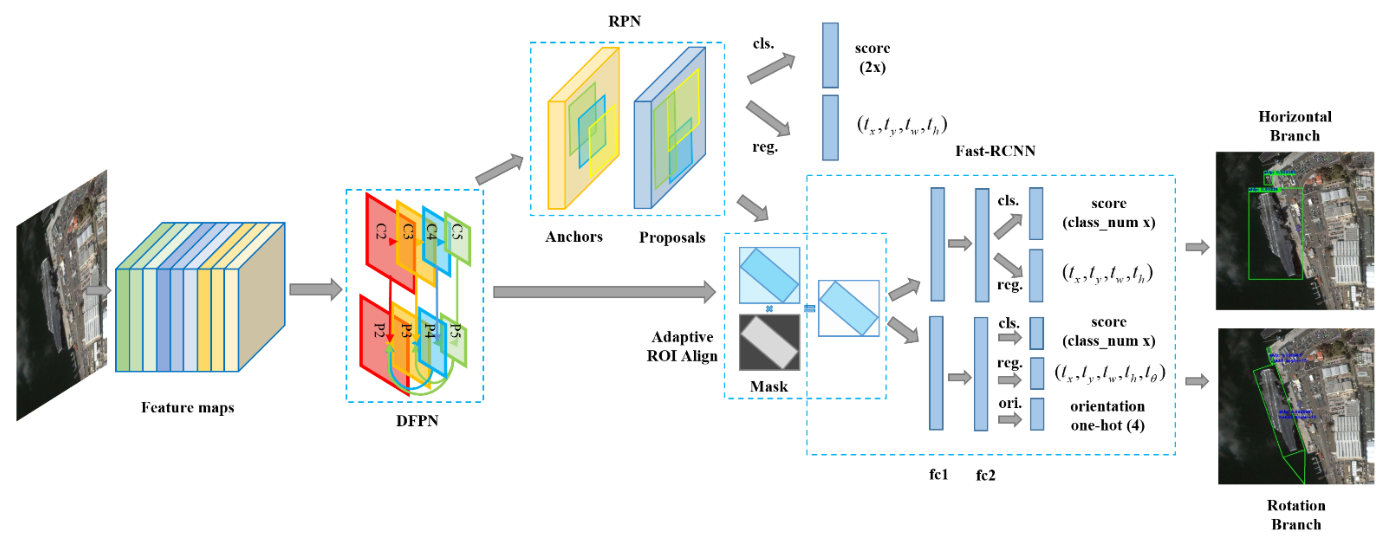 RPN
cls.
score
(2x)
reg.
(t_x, t_y, t_w, t_h)
Anchors
Proposals
Feature maps
C2
C3
C4
C5
P2
P3
P4
P5
DFPN
Adaptive
ROI Align
Mask
Fast-RCNN
cls.
score
(class_num x)
reg.
(t_x, t_y, t_w, t_h)
cls.
score
(class_num x)
reg.
(t_x, t_y, t_w, t_h, t_θ)
ori.
orientation
one-hot (4)
fc1
fc2
Horizontal
Branch
Rotation
Branch